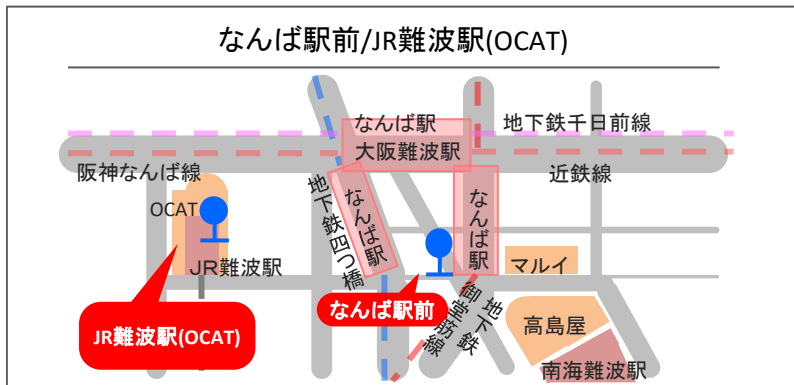 なんば駅前/JR難波駅(OCAT)
なんば駅
地下鉄千日前線
大阪難波駅
阪神なんば線
近鉄線
地下鉄四つ橋
なんば駅
なんば駅
OCAT
JR難波駅
マルイ
なんば駅前
地下鉄
御堂筋線
JR難波駅(OCAT)
高島屋
南海難波駅